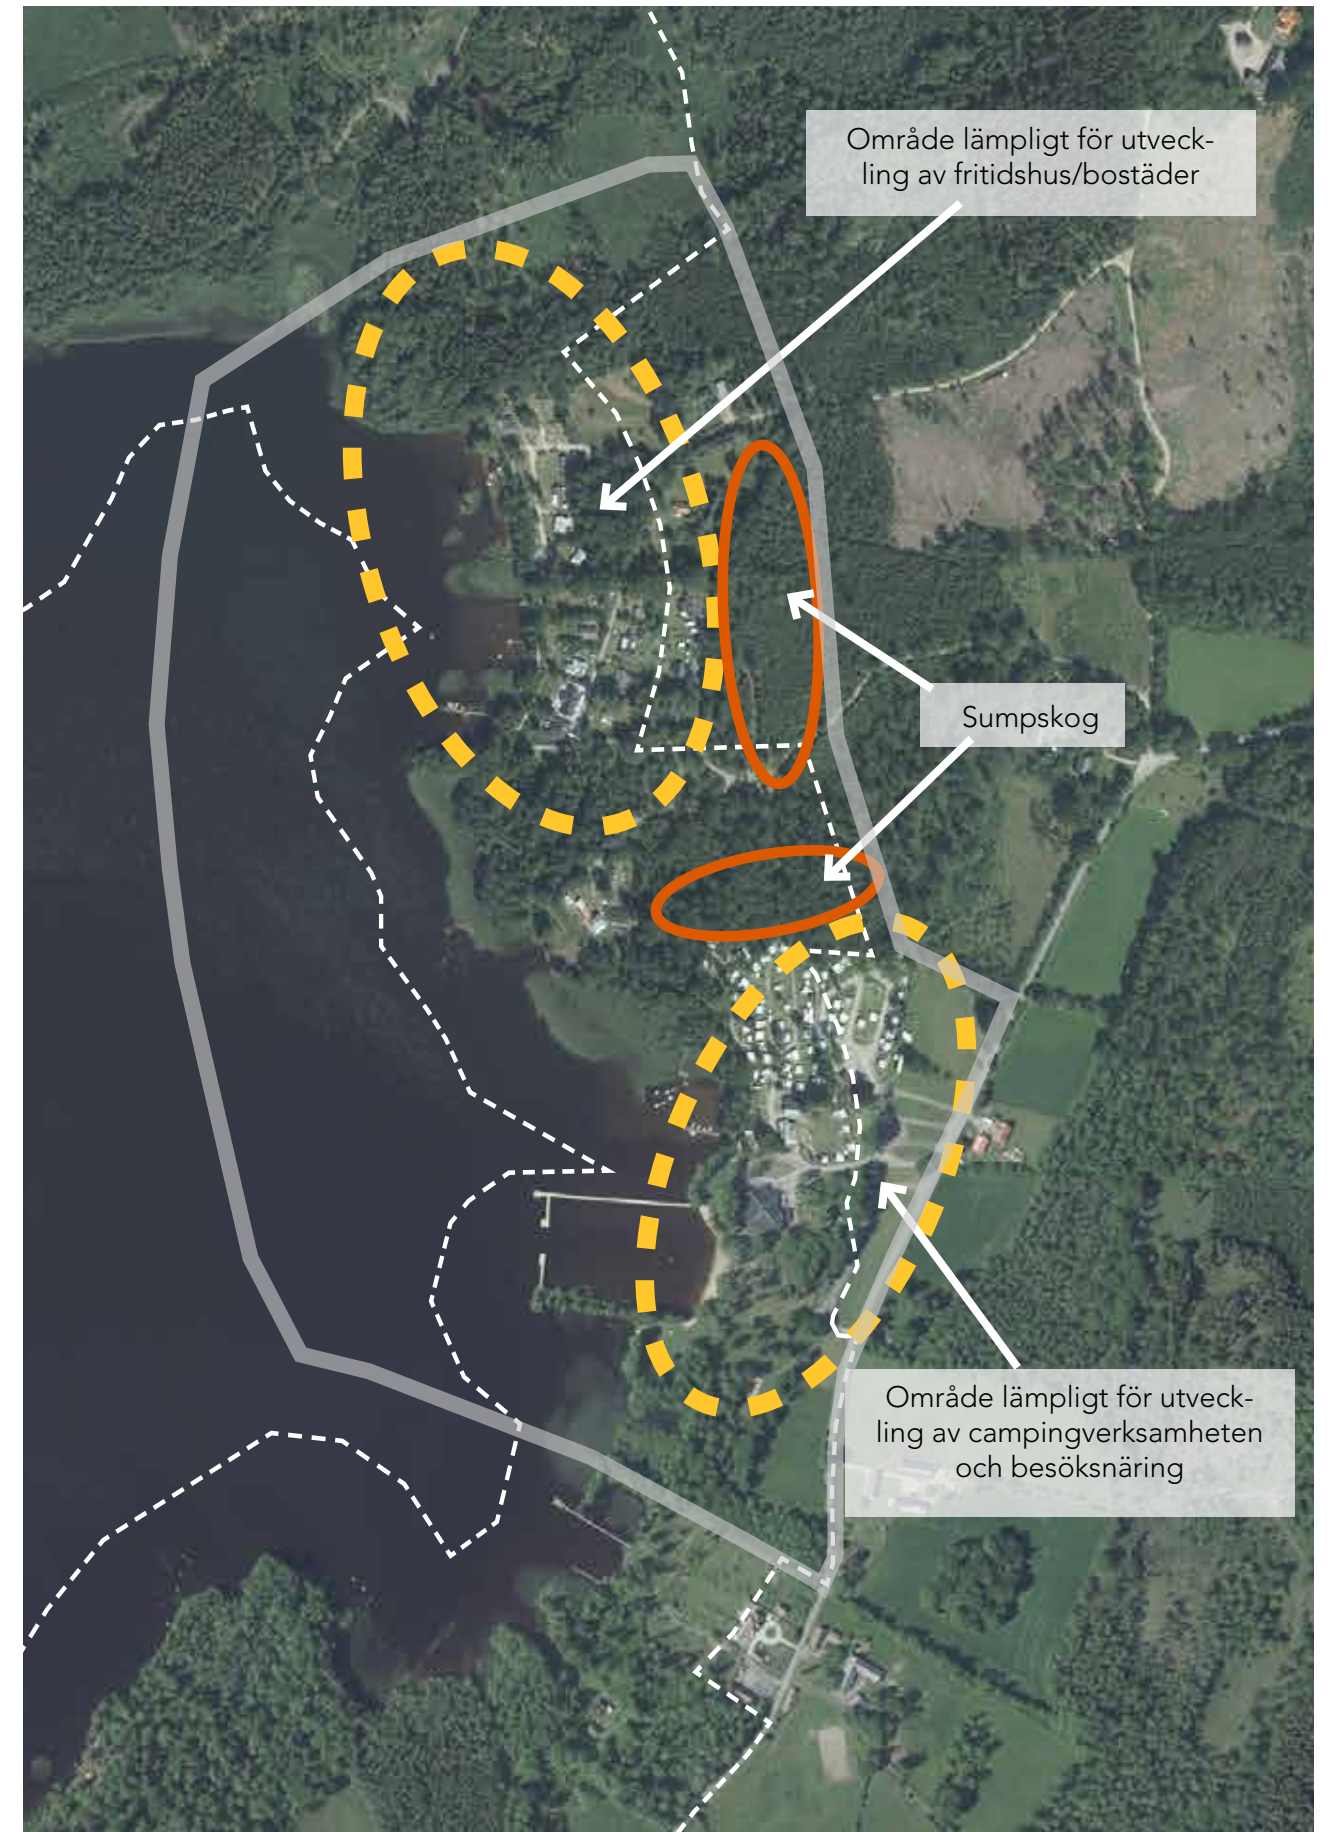 Område lämpligt för utveck-
ling av fritidshus/bostäder
Sumpskog
Område lämpligt för utveck-
ling av campingverksamheten
och besöksnäring